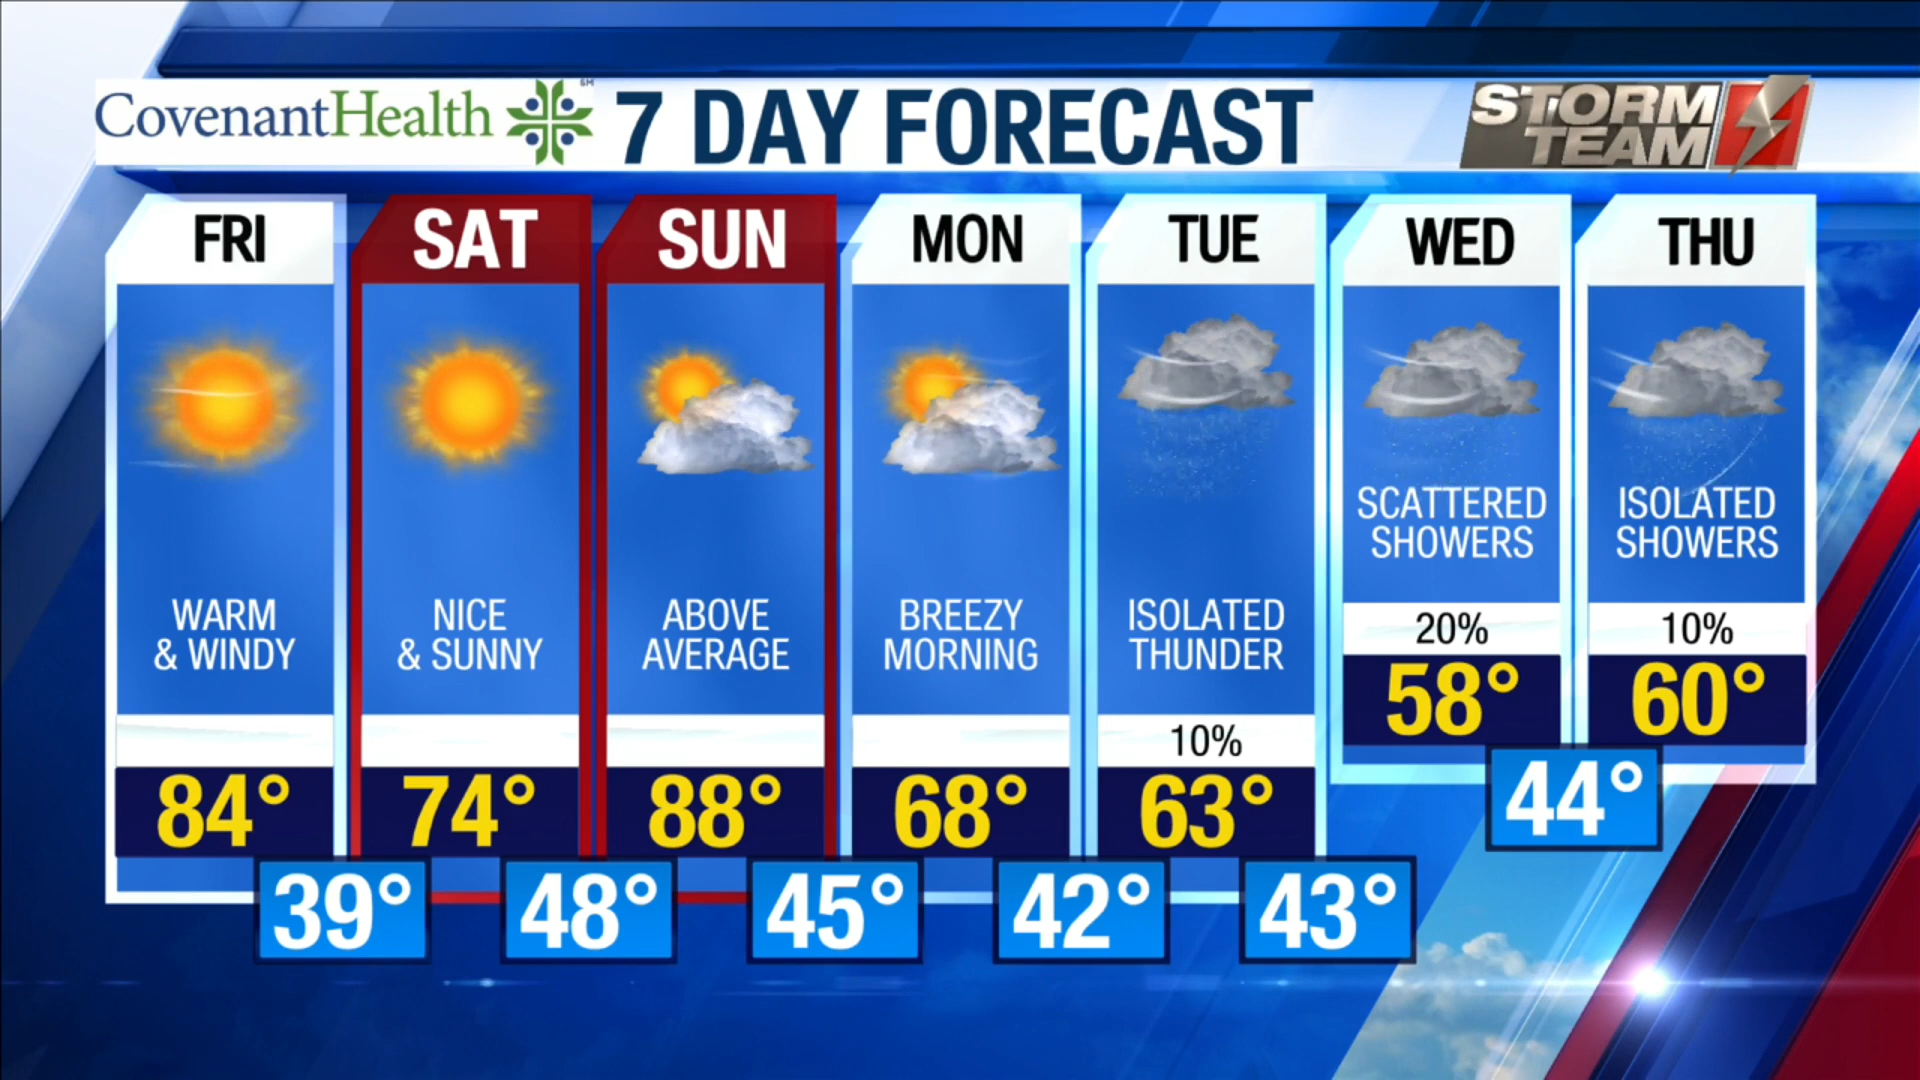 CovenantHealth SM 7 DAY FORECAST
STORM
TEAM
FRI
WARM
& WINDY
84°
39°
SAT
NICE
& SUNNY
74°
48°
SUN
ABOVE
AVERAGE
88°
45°
MON
BREEZY
MORNING
68°
42°
TUE
ISOLATED
THUNDER
10%
63°
43°
WED
SCATTERED
SHOWERS
20%
58°
44°
THU
ISOLATED
SHOWERS
10%
60°